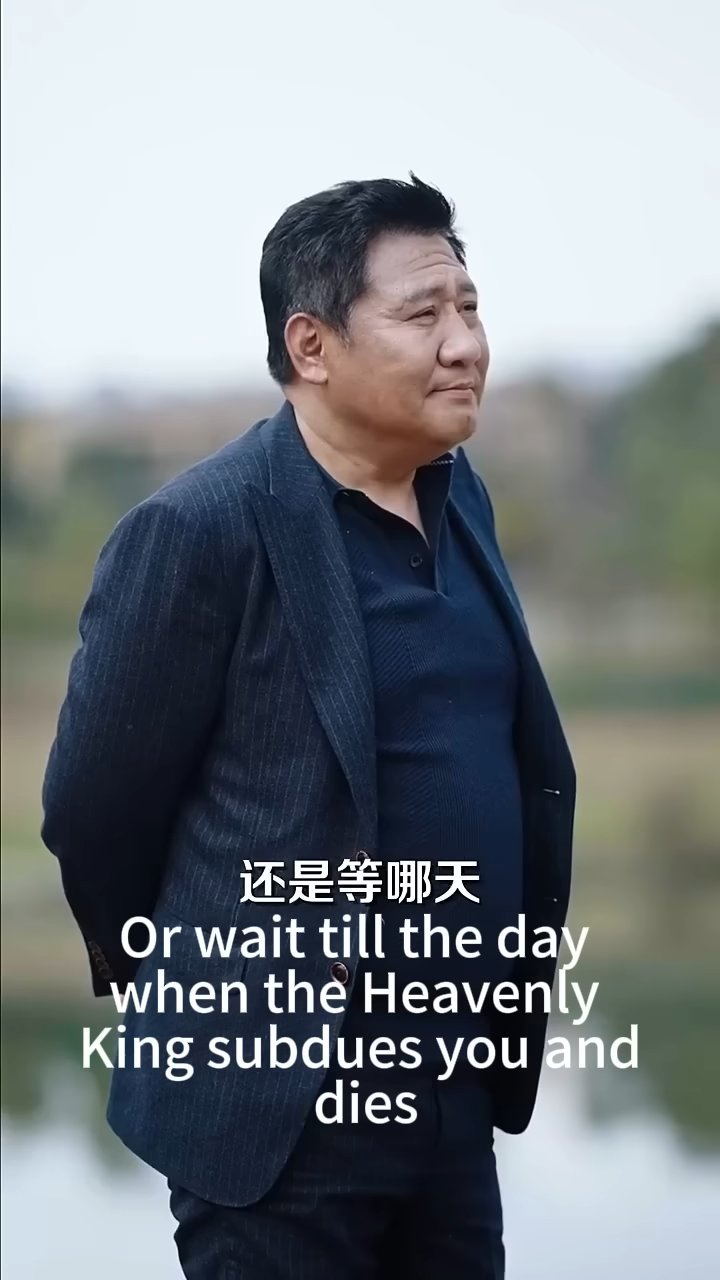 还是等哪天
Or wait till the day
when the Heavenly
King subdues you and
dies